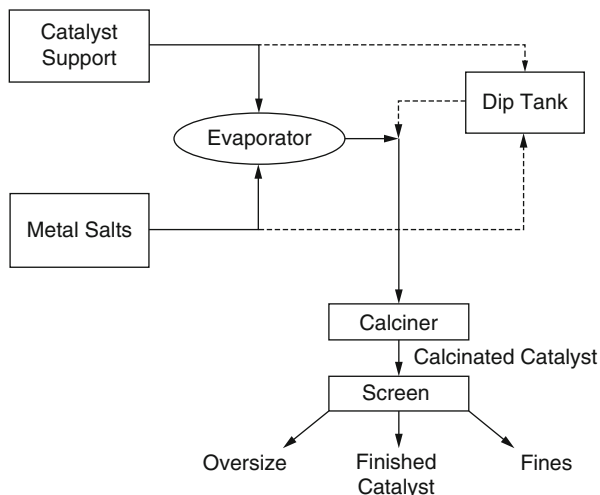 Catalyst
Support
Dip Tank
Evaporator
Metal Salts
Calciner
Calcinated Catalyst
Screen
Oversize
Finished
Catalyst
Fines